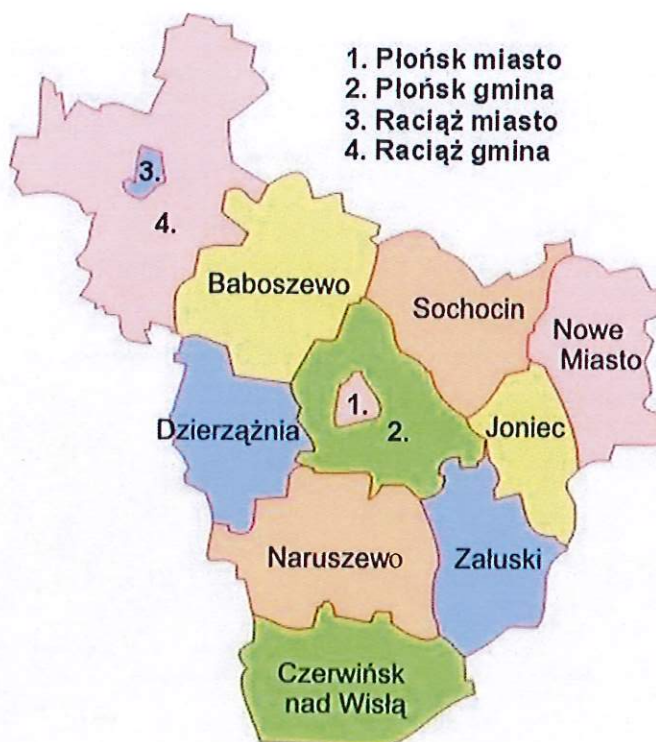 1. Płońsk miasto
2. Płońsk gmina
3. Raciąż miasto
4. Raciąż gmina
3.
4.
Baboszewo
Sochocin
Nowe
Miasto
1.
2.
Dzierzążnia
Joniec
Naruszewo
Załuski
Czerwińsk
nad Wisłą